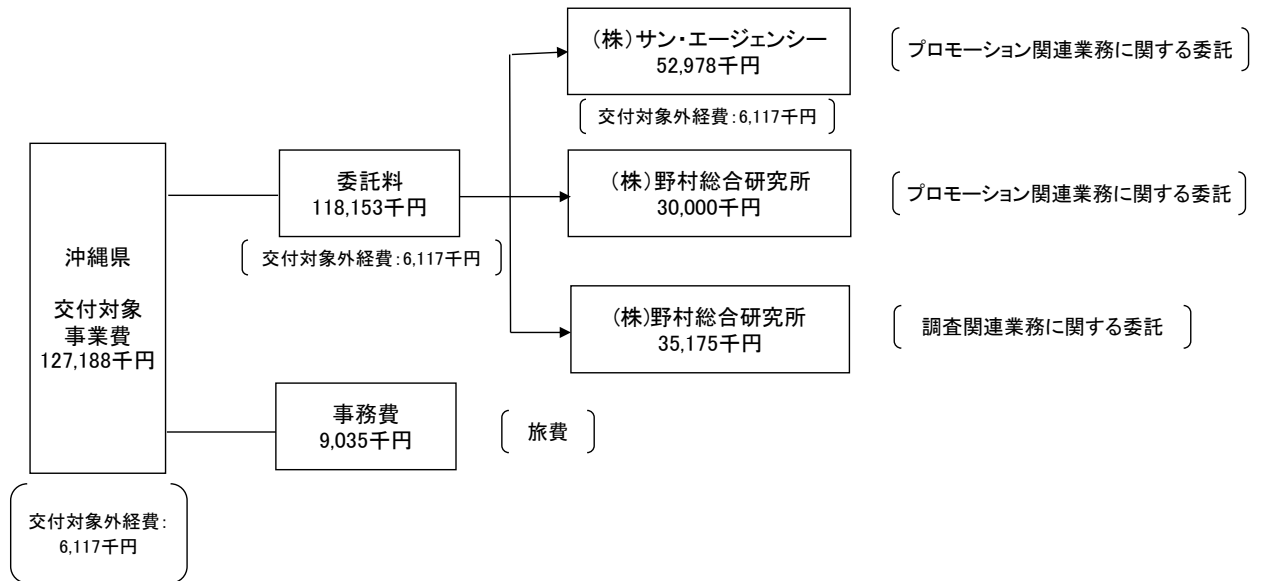 沖縄県
交付対象
事業費
127,188千円
交付対象外経費：
6,117千円
委託料
118,153千円
交付対象外経費：6,117千円
事務費
9,035千円
旅費
（株）サン・エージェンシー
52,978千円
交付対象外経費：6,117千円
プロモーション関連業務に関する委託
（株）野村総合研究所
30,000千円
プロモーション関連業務に関する委託
（株）野村総合研究所
35,175千円
調査関連業務に関する委託